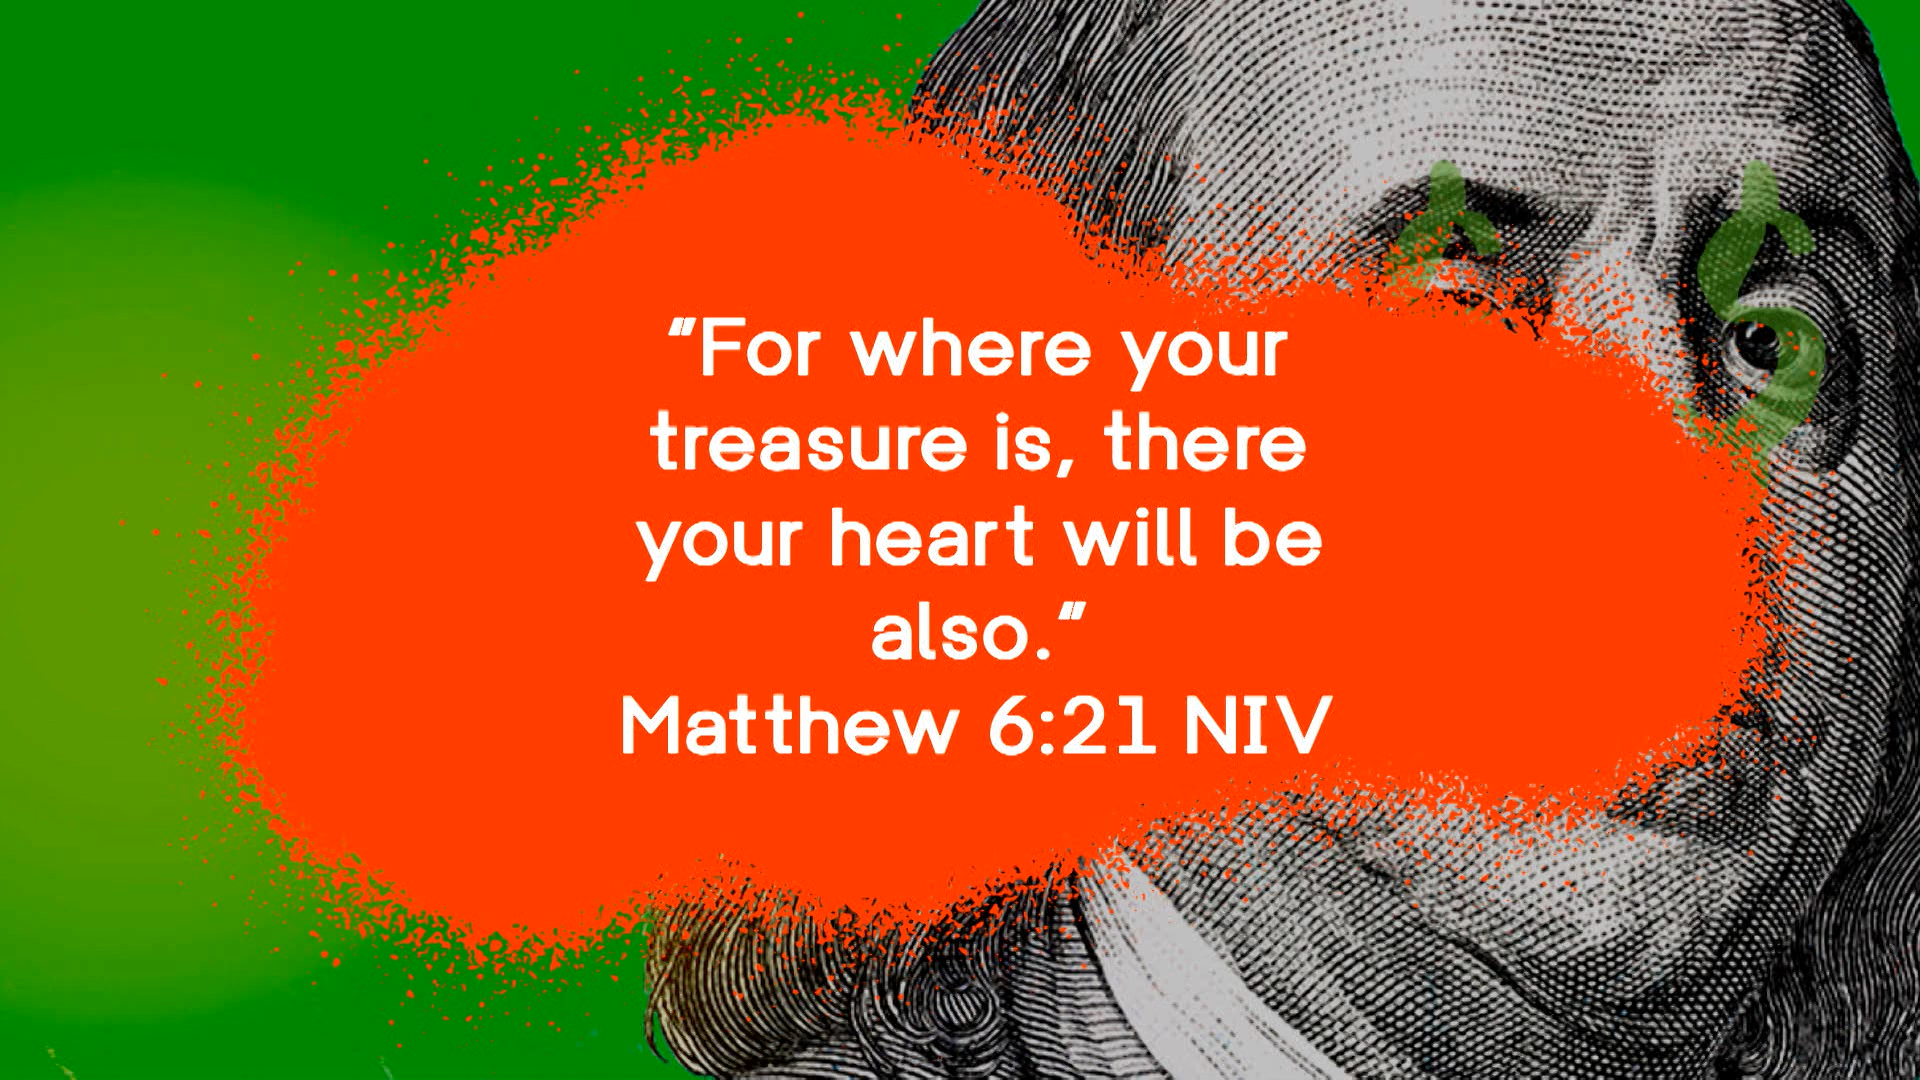 “For where your
treasure is, there
your heart will be
also.“
Matthew 6:21 NIV